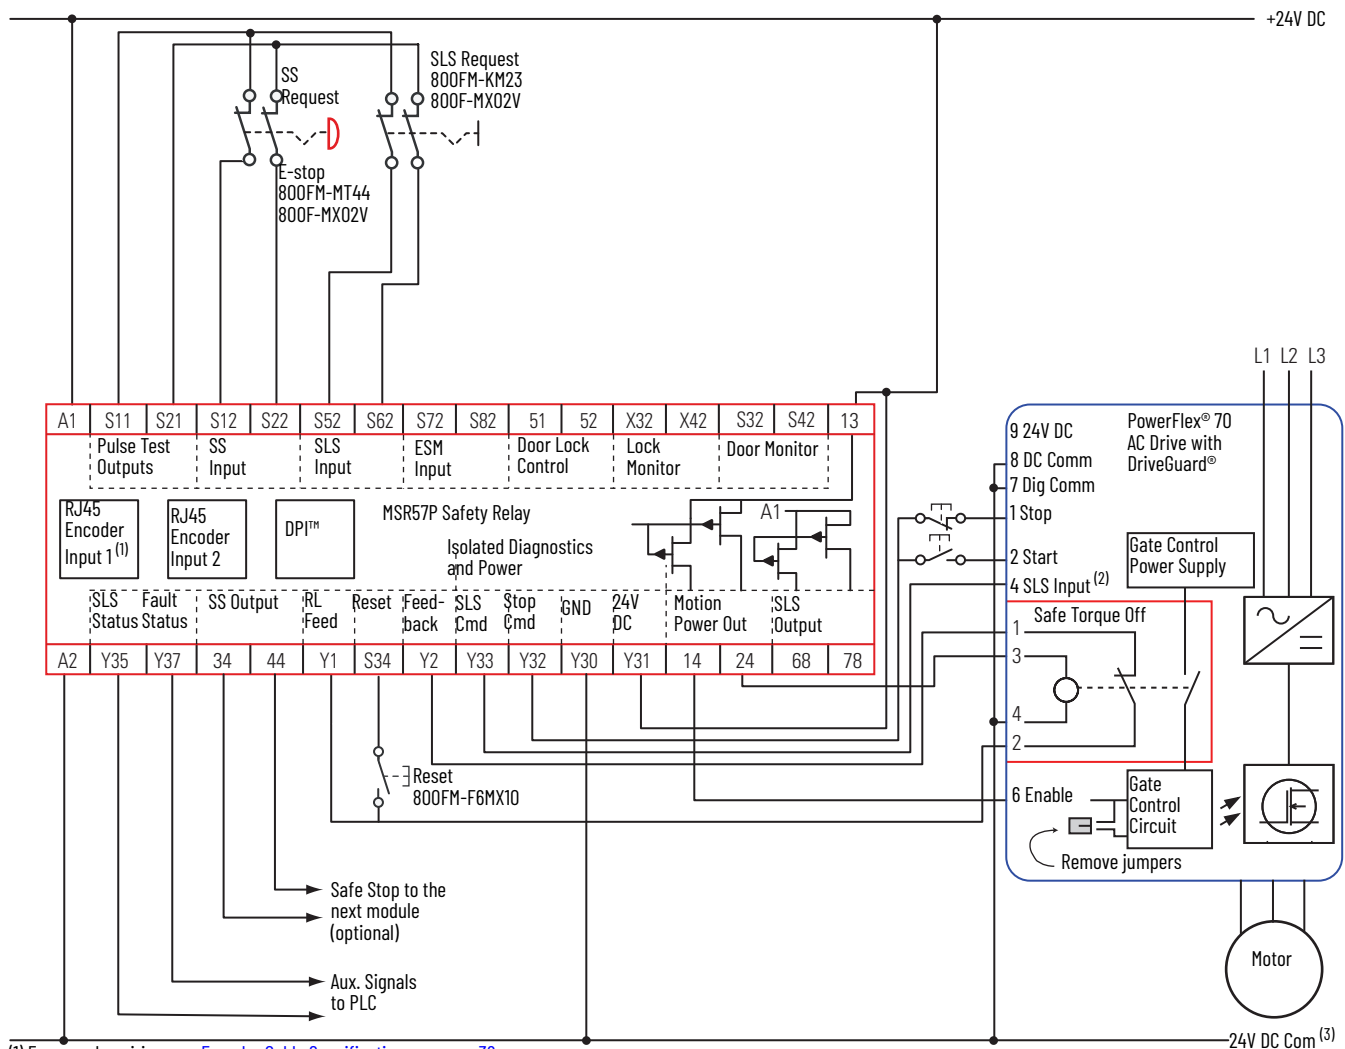 +24V DC
SS
Request
SLS Request
800FM-KM23
800F-MX02V
E-stop
800FM-MT44
800F-MX02V
L1 L2 L3
A1 S11 S21 S12 S22 S52 S62 S72 S82 51 52 X32 X42 S32 S42 13
Pulse Test
Outputs
SS
Input
SLS
Input
ESM
Input
Door Lock
Control
Lock
Monitor
Door Monitor
RJ45
Encoder
Input 1 (1)
RJ45
Encoder
Input 2
DPI™
MSR57P Safety Relay
Isolated Diagnostics
and Power
A1
SLS
Status
Fault
Status
SS Output
RL
Feed
Reset
Feed-
back
SLS
Cmd
Stop
Cmd
GND
24V
DC
Motion
Power Out
SLS
Output
A2 Y35 Y37 34 44 Y1 S34 Y2 Y33 Y32 Y30 Y31 14 24 68 78
PowerFlex® 70
AC Drive with
DriveGuard®
9 24V DC
8 DC Comm
7 Dig Comm
1 Stop
2 Start
4 SLS Input (2)
Gate Control
Power Supply
Safe Torque Off
1
3
4
2
6 Enable
Gate
Control
Circuit
Remove jumpers
Reset
800FM-F6MX10
Safe Stop to the
next module
(optional)
Aux. Signals
to PLC
Motor
24V DC Com (3)